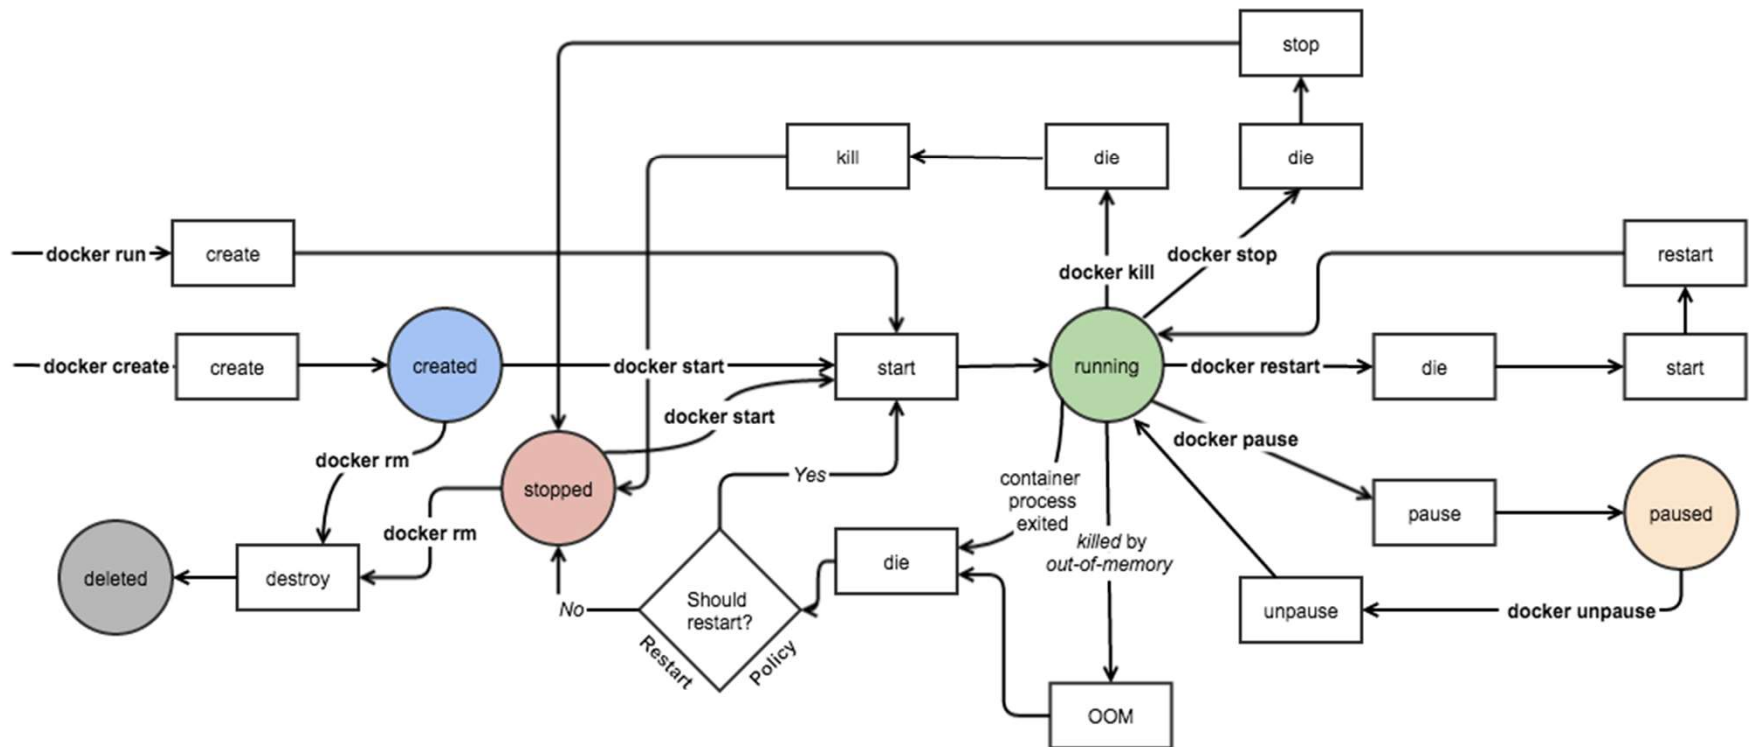 stop
kill
die
die
docker run
create
docker kill
docker stop
restart
docker create
create
created
docker start
start
running
docker restart
die
start
docker start
docker pause
docker rm
Yes
container
process
exited
stopped
pause
paused
docker rm
killed by
out-of-memory
die
deleted
destroy
No
Should
restart?
Restart
Policy
unpause
docker unpause
OOM